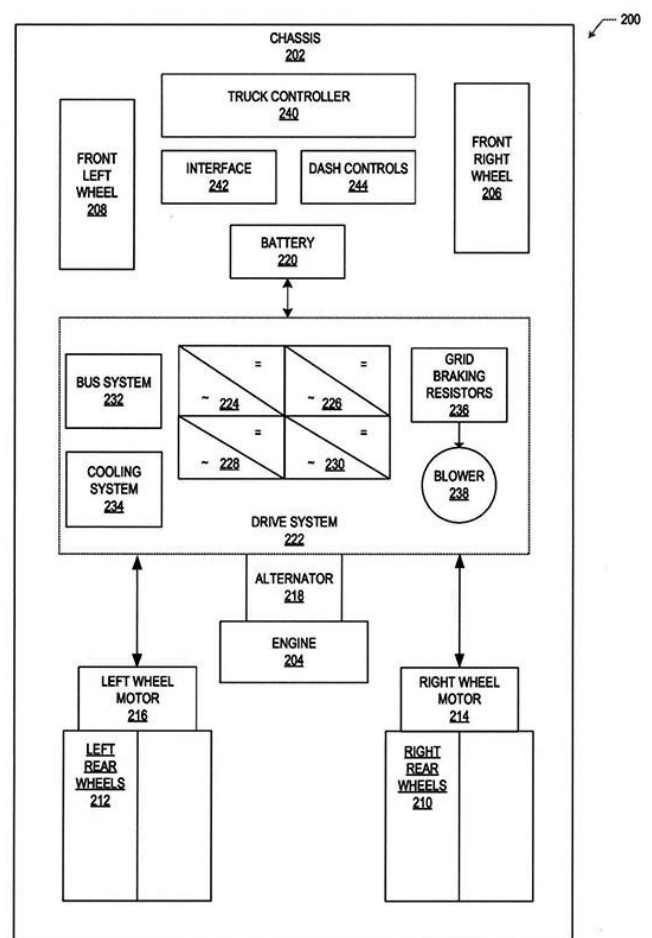 200
CHASSIS
202
TRUCK CONTROLLER
240
FRONT
LEFT
WHEEL
208
INTERFACE
242
DASH CONTROLS
244
FRONT
RIGHT
WHEEL
206
BATTERY
220
BUS SYSTEM
232
=
~ 224
=
~ 226
=
~ 228
=
~ 230
GRID
BRAKING
RESISTORS
236
COOLING
SYSTEM
234
BLOWER
238
DRIVE SYSTEM
222
ALTERNATOR
218
ENGINE
204
LEFT WHEEL
MOTOR
216
RIGHT WHEEL
MOTOR
214
LEFT
REAR
WHEELS
212
RIGHT
REAR
WHEELS
210